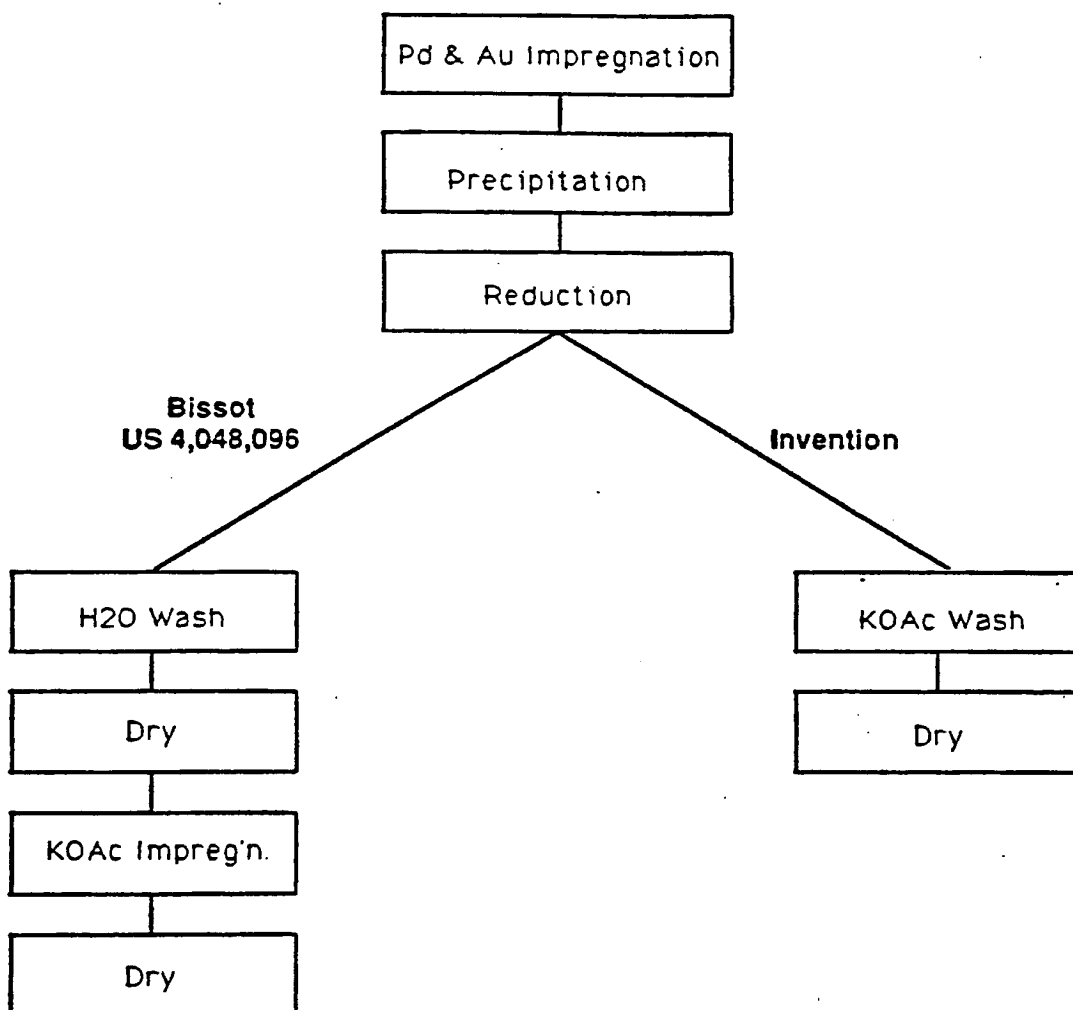 Pd & Au Impregnation
Precipitation
Reduction
Bissot
US 4,048,096
Invention
H2O Wash
KOAc Wash
Dry
Dry
KOAc Impreg'n.
Dry